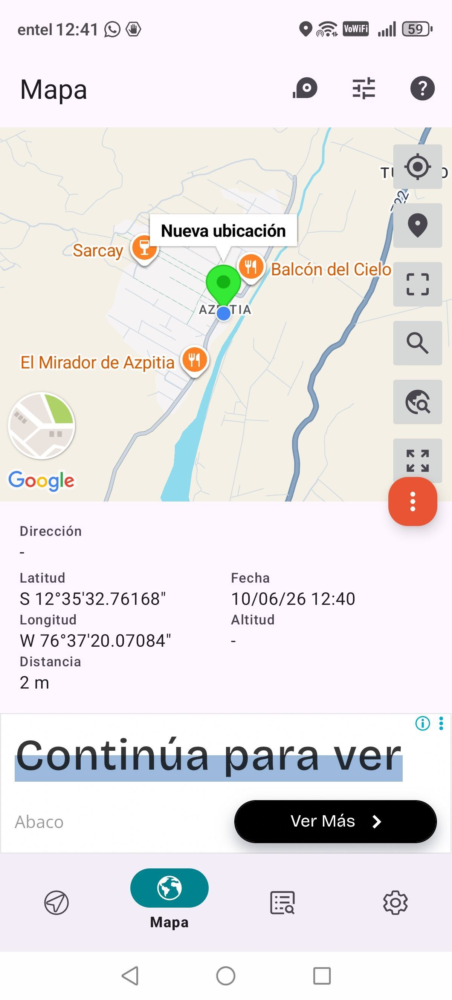 entel 12:41 VoWiFi 59
Mapa
Nueva ubicación
Sarcay
Balcón del Cielo
El Mirador de Azpitia
Google
Dirección
-
Latitud
Fecha
S 12°35'32.76168"
10/06/26 12:40
Longitud
Altitud
W 76°37'20.07084"
-
Distancia
2 m
Continúa para ver
Abaco
Ver Más
Mapa